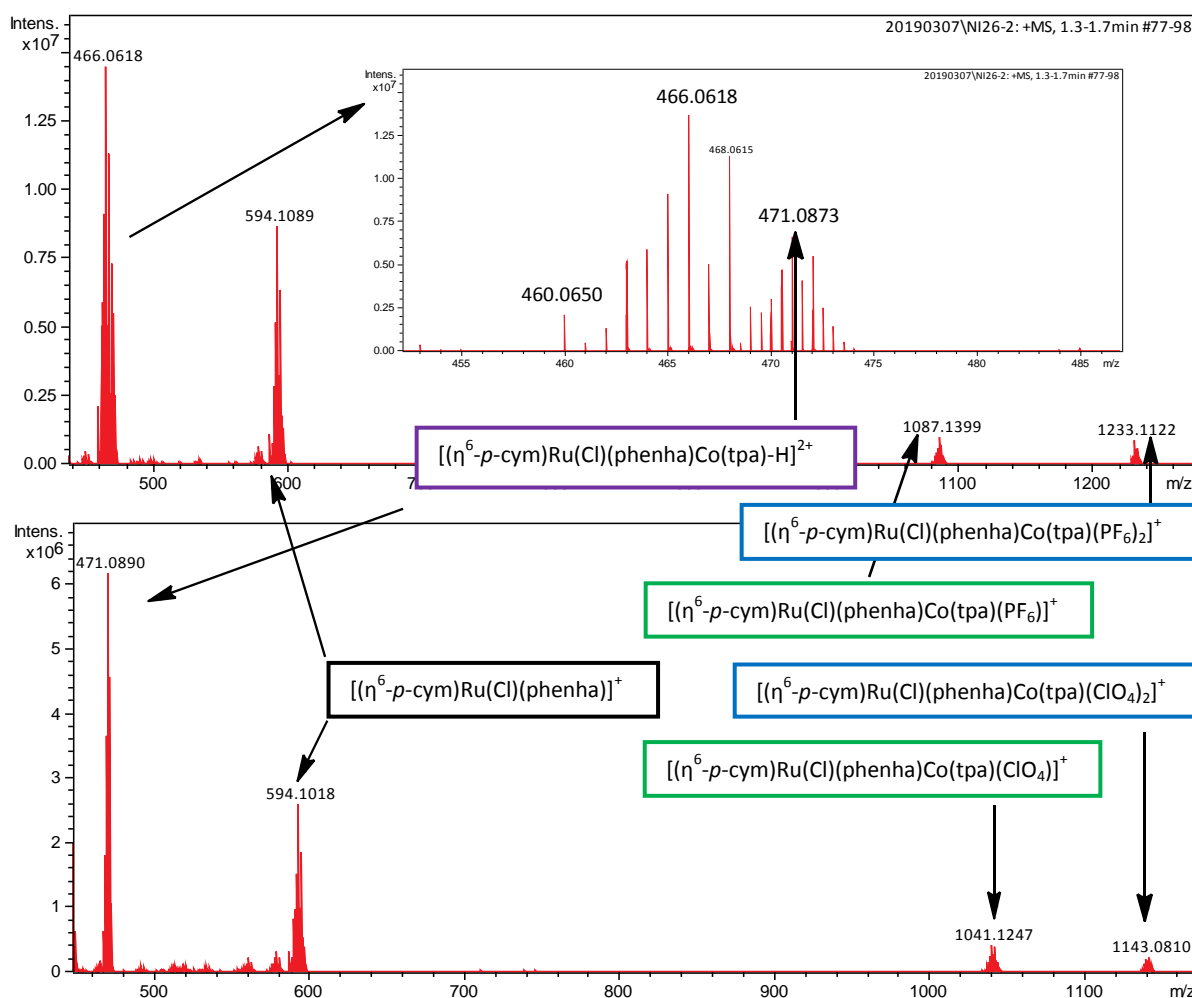 Intens.
x10⁷
20190307\NI26-2: +MS, 1.3-1.7min #77-98
466.0618
594.1089
1087.1399
1233.1122
1.25
1.00
0.75
0.50
0.25
0.00
500
600
1100
1200
m/z
Intens.
x10⁷
20190307\NI26-2: +MS, 1.3-1.7min #77-98
466.0618
468.0615
471.0873
460.0650
1.25
1.00
0.75
0.50
0.25
0.00
455
460
465
470
475
480
485
m/z
[(η⁶-p-cym)Ru(Cl)(phenha)Co(tpa)-H]²⁺
[(η⁶-p-cym)Ru(Cl)(phenha)Co(tpa)(PF₆)₂]⁺
[(η⁶-p-cym)Ru(Cl)(phenha)Co(tpa)(PF₆)]⁺
[(η⁶-p-cym)Ru(Cl)(phenha)]⁺
[(η⁶-p-cym)Ru(Cl)(phenha)Co(tpa)(ClO₄)₂]⁺
[(η⁶-p-cym)Ru(Cl)(phenha)Co(tpa)(ClO₄)]⁺
Intens.
x10⁶
471.0890
594.1018
1041.1247
1143.0810
6
5
4
3
2
1
0
500
600
700
800
900
1000
1100
m/z